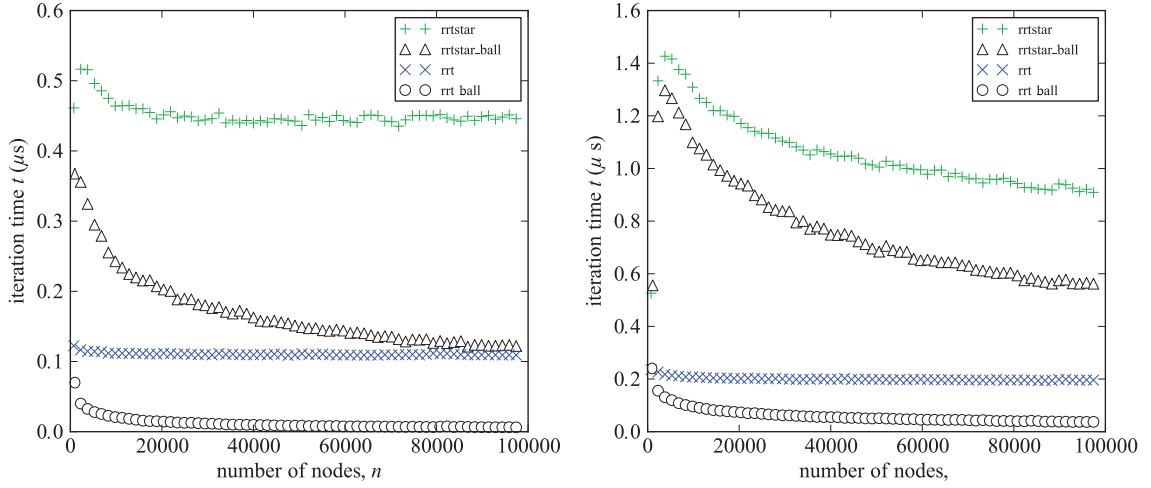 0.6
0.5
0.4
0.3
0.2
0.1
0.0
iteration time t (μs)
0
20000
40000
60000
80000
100000
number of nodes, n
rrtstar
rrtstar_ball
rrt
rrt ball
1.6
1.4
1.2
1.0
0.8
0.6
0.4
0.2
0.0
iteration time t (μ s)
0
20000
40000
60000
80000
100000
number of nodes,
rrtstar
rrtstar_ball
rrt
rrt ball